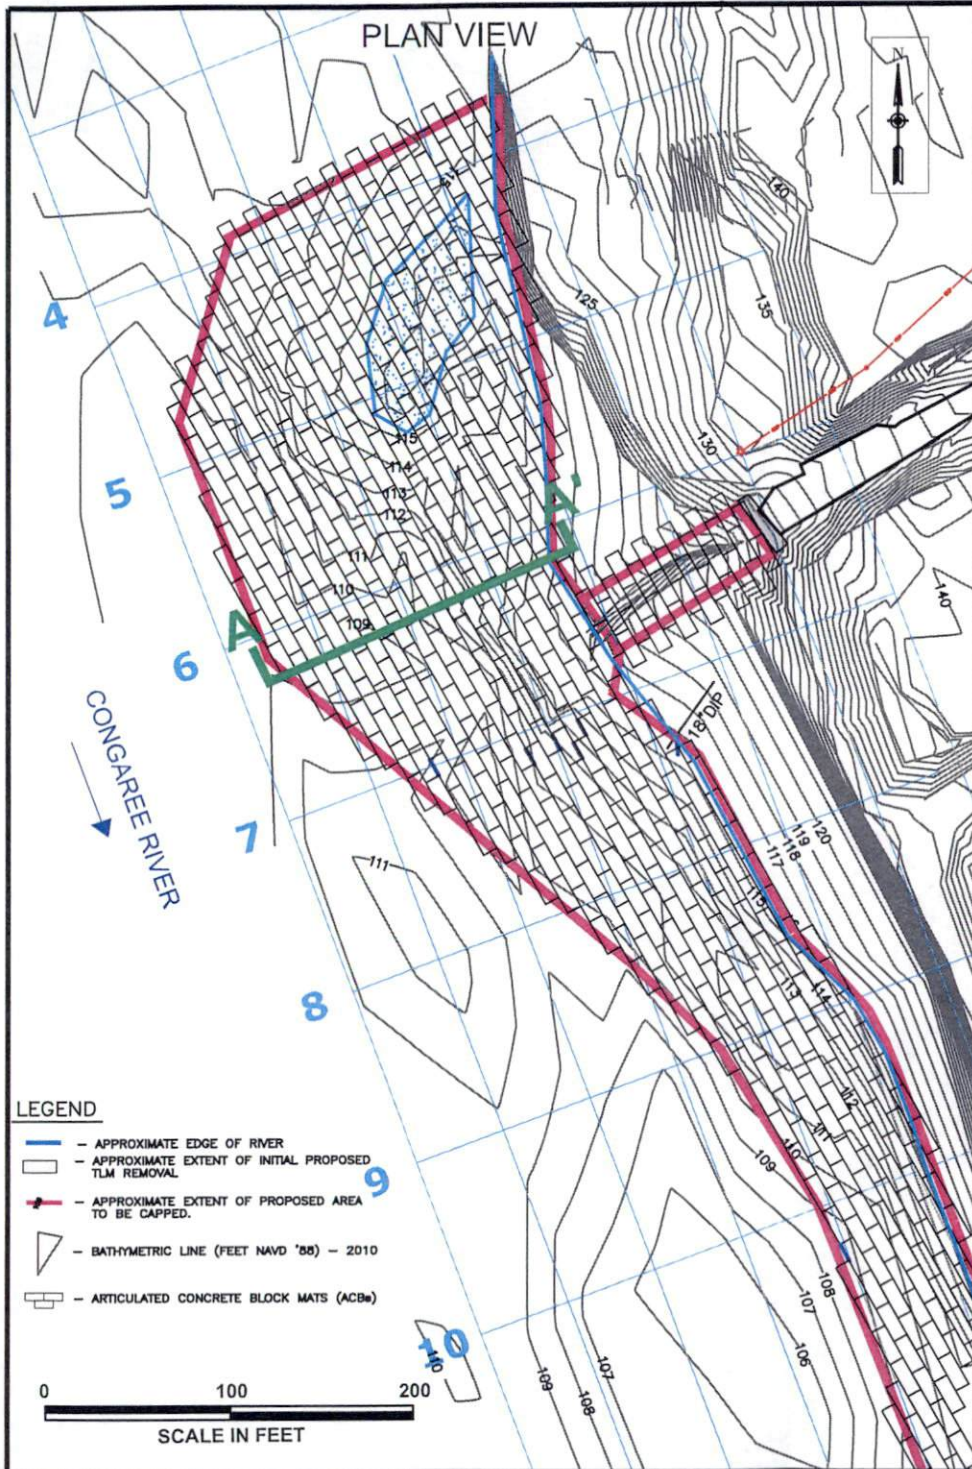 PLAN VIEW
N
140
115
125
135
4
130
115
114
5
113
A'
112
111
110
140
109
A
6
18" DIP
CONGAREE RIVER
7
120
119
118
117
111
115
8
113
114
112
LEGEND
111
110
— APPROXIMATE EDGE OF RIVER
109
— APPROXIMATE EXTENT OF INITIAL PROPOSED
TLM REMOVAL
9
— APPROXIMATE EXTENT OF PROPOSED AREA
TO BE CAPPED.
— BATHYMETRIC LINE (FEET NAVD '88) — 2010
108
— ARTICULATED CONCRETE BLOCK MATS (ACBs)
107
10
110
106
109
107
108
0 100 200
SCALE IN FEET